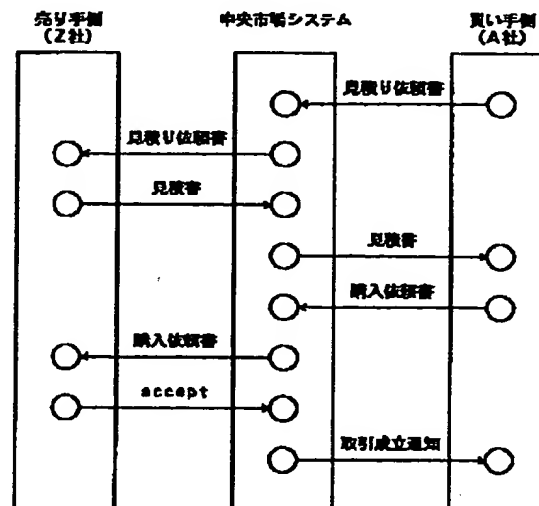 売り手側
(Z社)
中央市場システム
買い手側
(A社)
見積り依頼書
見積り依頼書
見積書
見積書
購入依頼書
購入依頼書
accept
取引成立通知